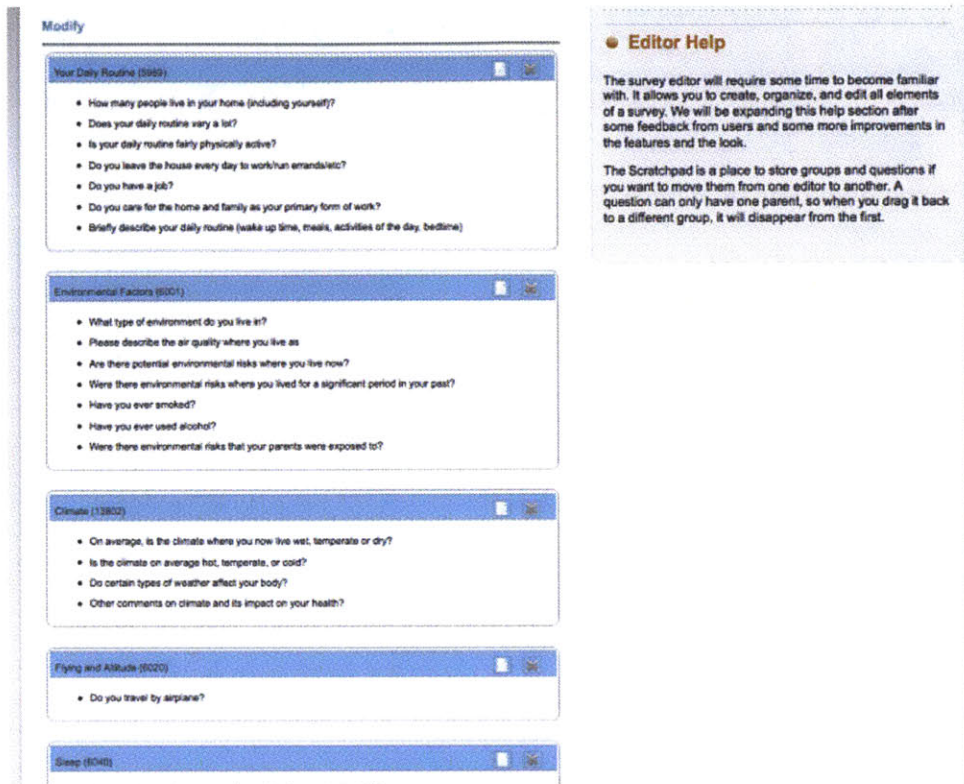 Modify
Your Daily Routine (5989)
How many people live in your home (including yourself)?
Does your daily routine vary a lot?
Is your daily routine fairly physically active?
Do you leave the house every day to work/run errands/etc?
Do you have a job?
Do you care for the home and family as your primary form of work?
Briefly describe your daily routine (wake up time, meals, activities of the day, bedtime)
Environmental Factors (6001)
What type of environment do you live in?
Please describe the air quality where you live as
Are there potential environmental risks where you live now?
Were there environmental risks where you lived for a significant period in your past?
Have you ever smoked?
Have you ever used alcohol?
Were there environmental risks that your parents were exposed to?
Climate (13802)
On average, is the climate where you now live wet, temperate or dry?
Is the climate on average hot, temperate, or cold?
Do certain types of weather affect your body?
Other comments on climate and its impact on your health?
Flying and Altitude (6020)
Do you travel by airplane?
Sleep
Editor Help
The survey editor will require some time to become familiar
with. It allows you to create, organize, and edit all elements
of a survey. We will be expanding this help section after
some feedback from users and some more improvements in
the features and the look.
The Scratchpad is a place to store groups and questions if
you want to move them from one editor to another. A
question can only have one parent, so when you drag it back
to a different group, it will disappear from the first.